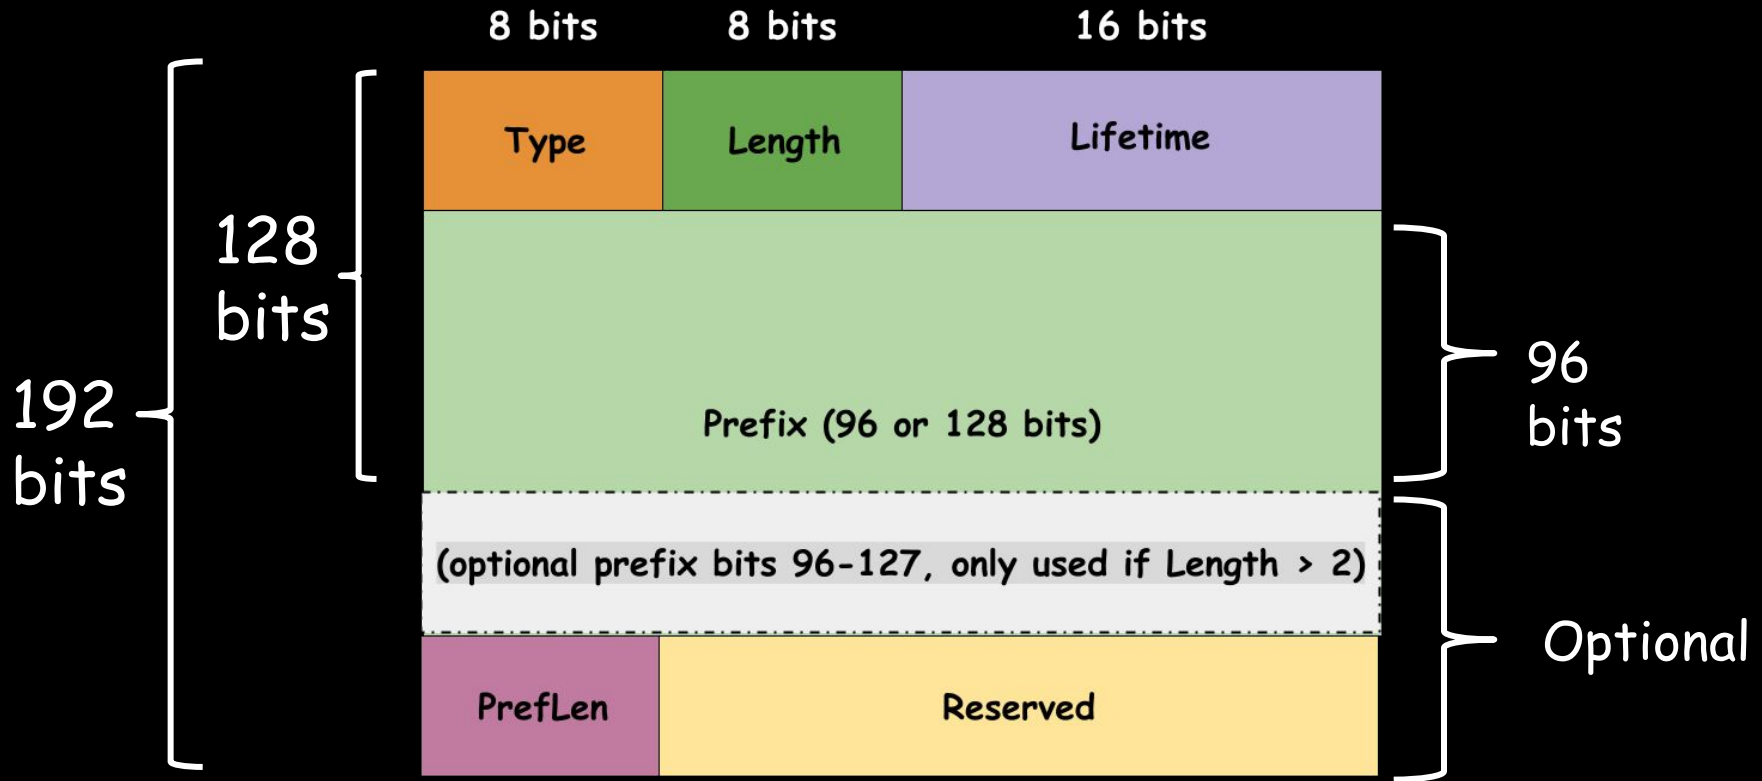 8 bits
8 bits
16 bits
Type
Length
Lifetime
128
bits
192
bits
Prefix (96 or 128 bits)
96
bits
(optional prefix bits 96-127, only used if Length > 2)
Optional
PrefLen
Reserved